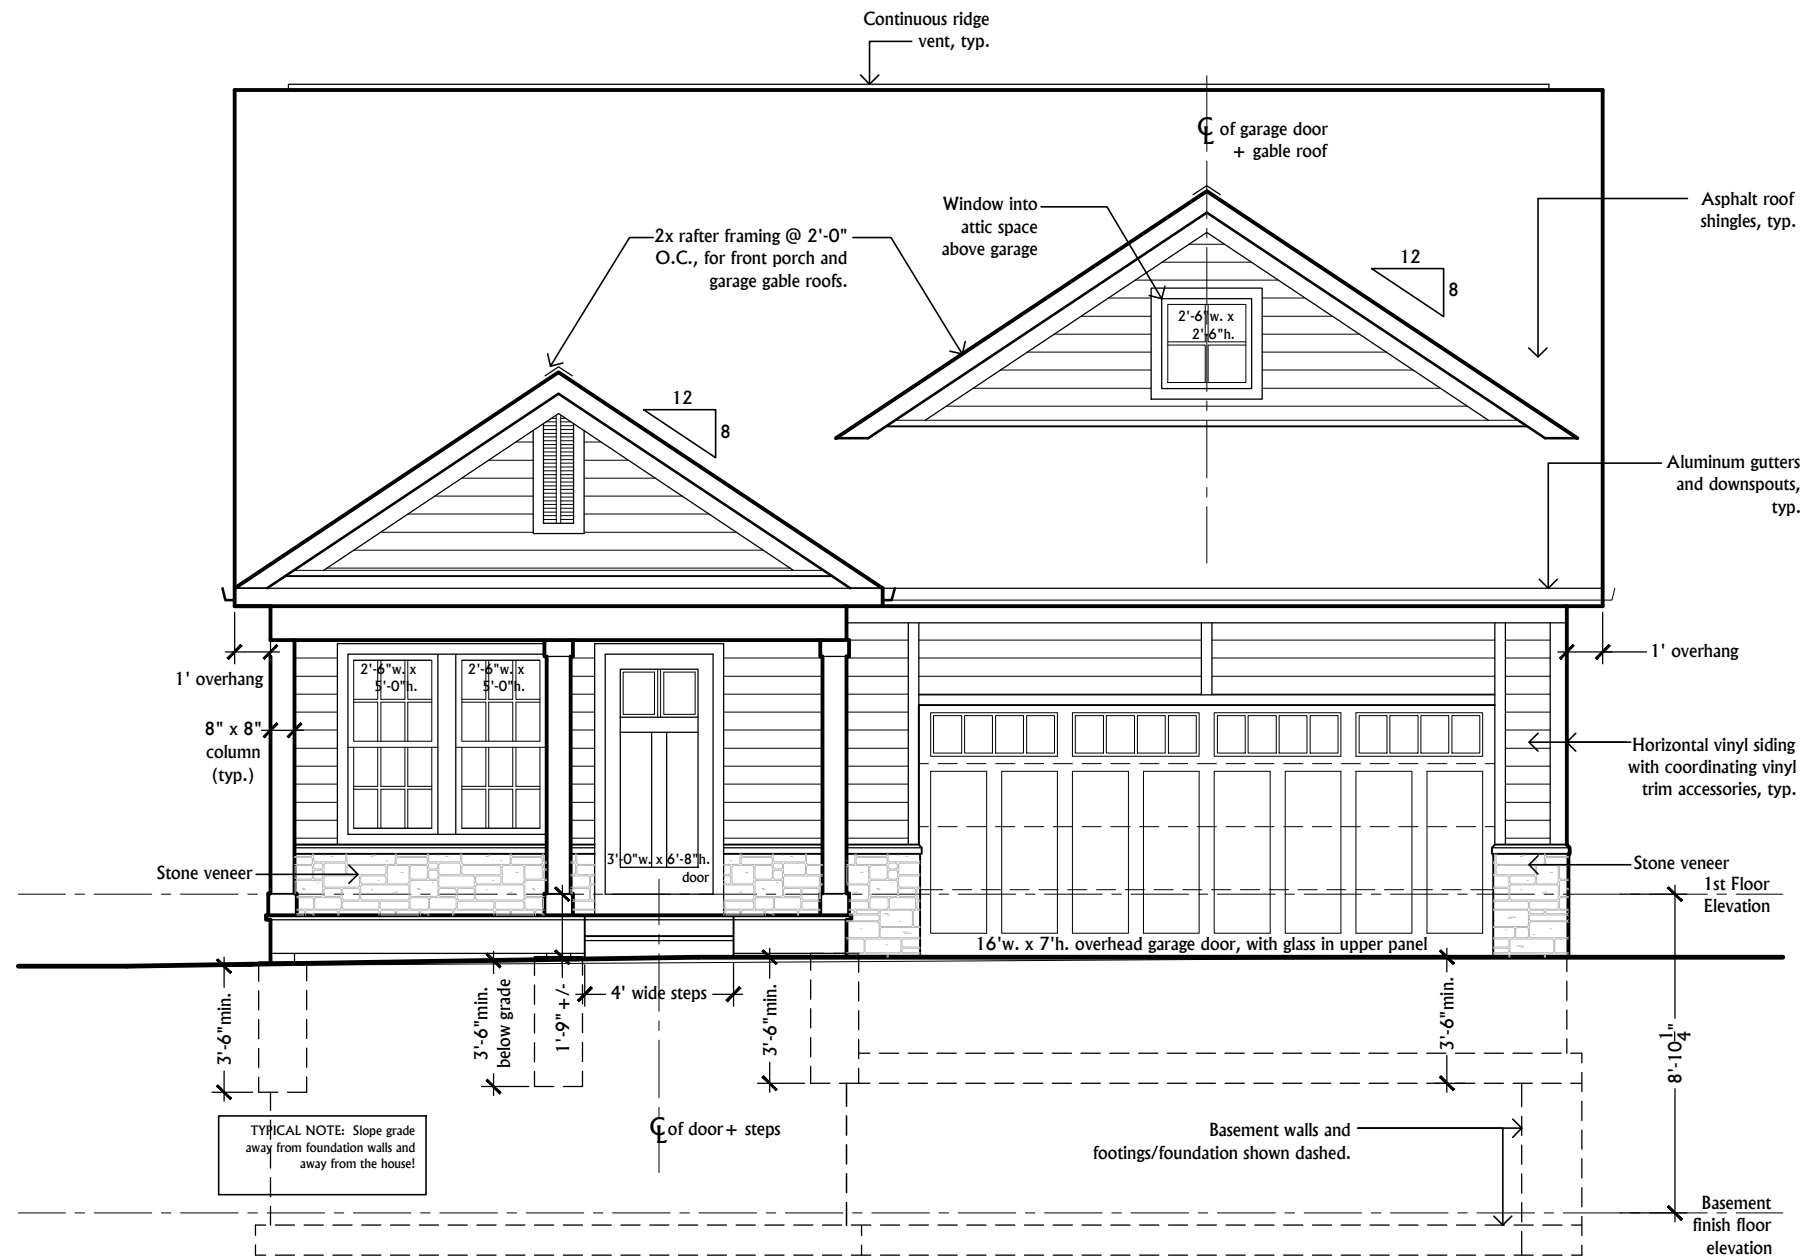 Continuous ridge
vent, typ.
℄ of garage door
+ gable roof
Window into
attic space
above garage
Asphalt roof
shingles, typ.
2x rafter framing @ 2'-0"
O.C., for front porch and
garage gable roofs.
12
8
2'-6"w. x
2'-6"h.
12
8
Aluminum gutters
and downspouts,
typ.
1' overhang
2'-6"w. x
5'-0"h.
2'-6"w. x
5'-0"h.
1' overhang
8" x 8"
column
(typ.)
Horizontal vinyl siding
with coordinating vinyl
trim accessories, typ.
Stone veneer
3'-0"w. x 6'-8"h.
door
Stone veneer
1st Floor
Elevation
16'w. x 7'h. overhead garage door, with glass in upper panel
3'-6"min.
3'-6"min.
below grade
1'-9" +/-
4' wide steps
3'-6"min.
3'-6"min.
8'-10 1/4"
TYPICAL NOTE: Slope grade
away from foundation walls and
away from the house!
℄ of door+ steps
Basement walls and
footings/foundation shown dashed.
Basement
finish floor
elevation